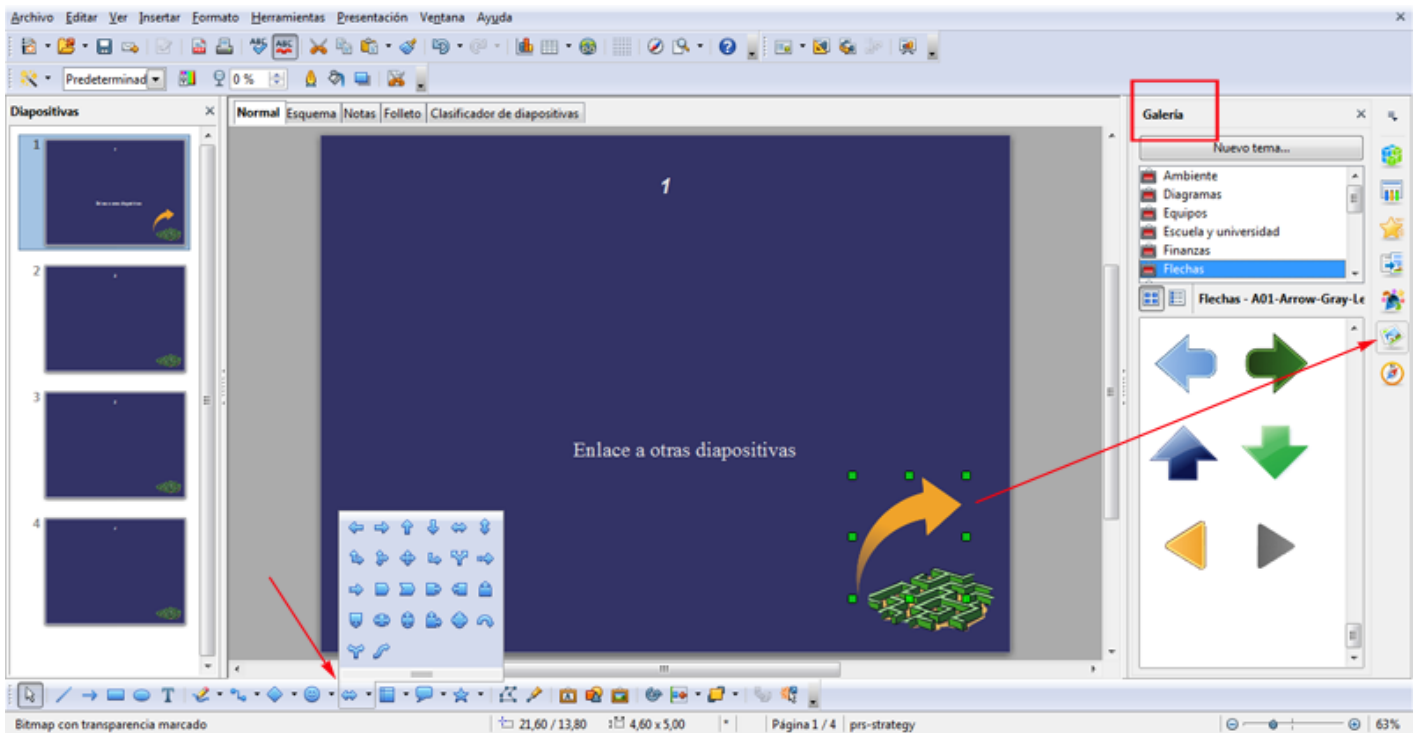 Archivo Editar Ver Insertar Formato Herramientas Presentación Ventana Ayuda
Predeterminad 0 %
Diapositivas
Normal Esquema Notas Folleto Clasificador de diapositivas
Galería
Nuevo tema...
Ambiente
Diagramas
Equipos
Escuela y universidad
Finanzas
Flechas
Flechas - A01-Arrow-Gray-Le
1
2
3
4
1
Enlace a otras diapositivas
Bitmap con transparencia marcado 21,60 / 13,80 4,60 x 5,00 * Página 1 / 4 prs-strategy 63%